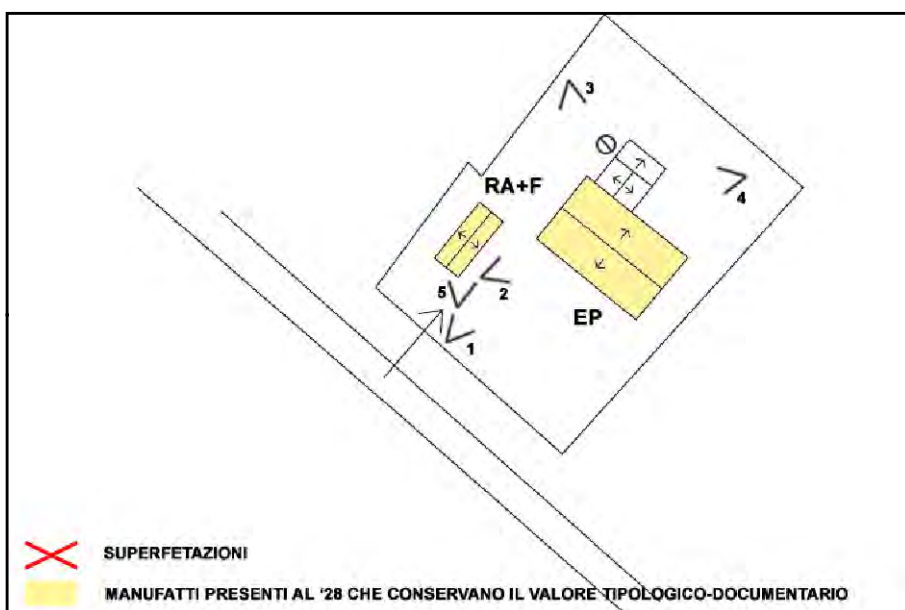 3
RA+F
4
5
2
EP
1
SUPERFETAZIONI
MANUFATTI PRESENTI AL '28 CHE CONSERVANO IL VALORE TIPOLOGICO-DOCUMENTARIO